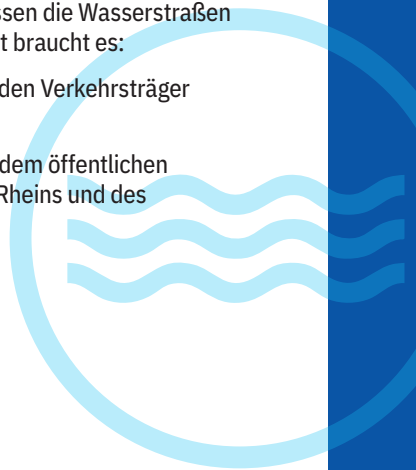 ssen die Wasserstraßen
t braucht es:
den Verkehrsträger
dem öffentlichen
Rheins und des